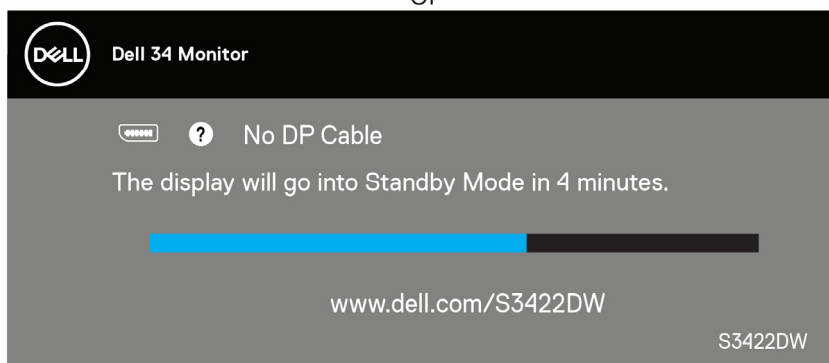 or
DELL
Dell 34 Monitor
? No DP Cable
The display will go into Standby Mode in 4 minutes.
www.dell.com/S3422DW
S3422DW